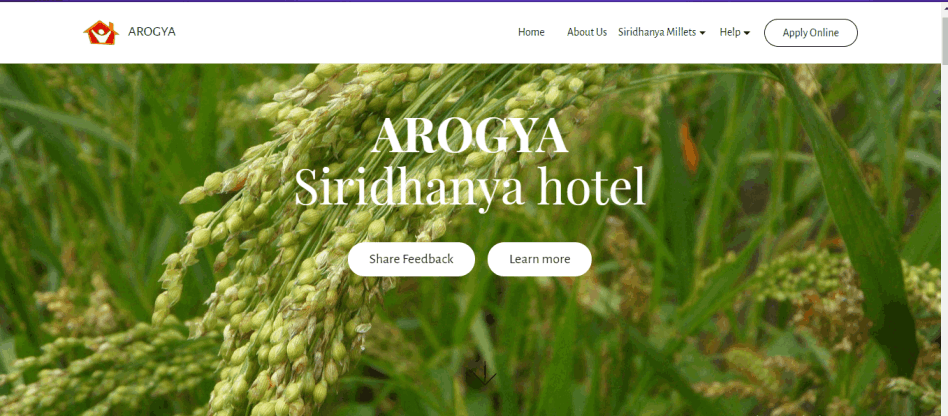 AROGYA
Home About Us Siridhanya Millets Help Apply Online
AROGYA
Siridhanya hotel
Share Feedback Learn more